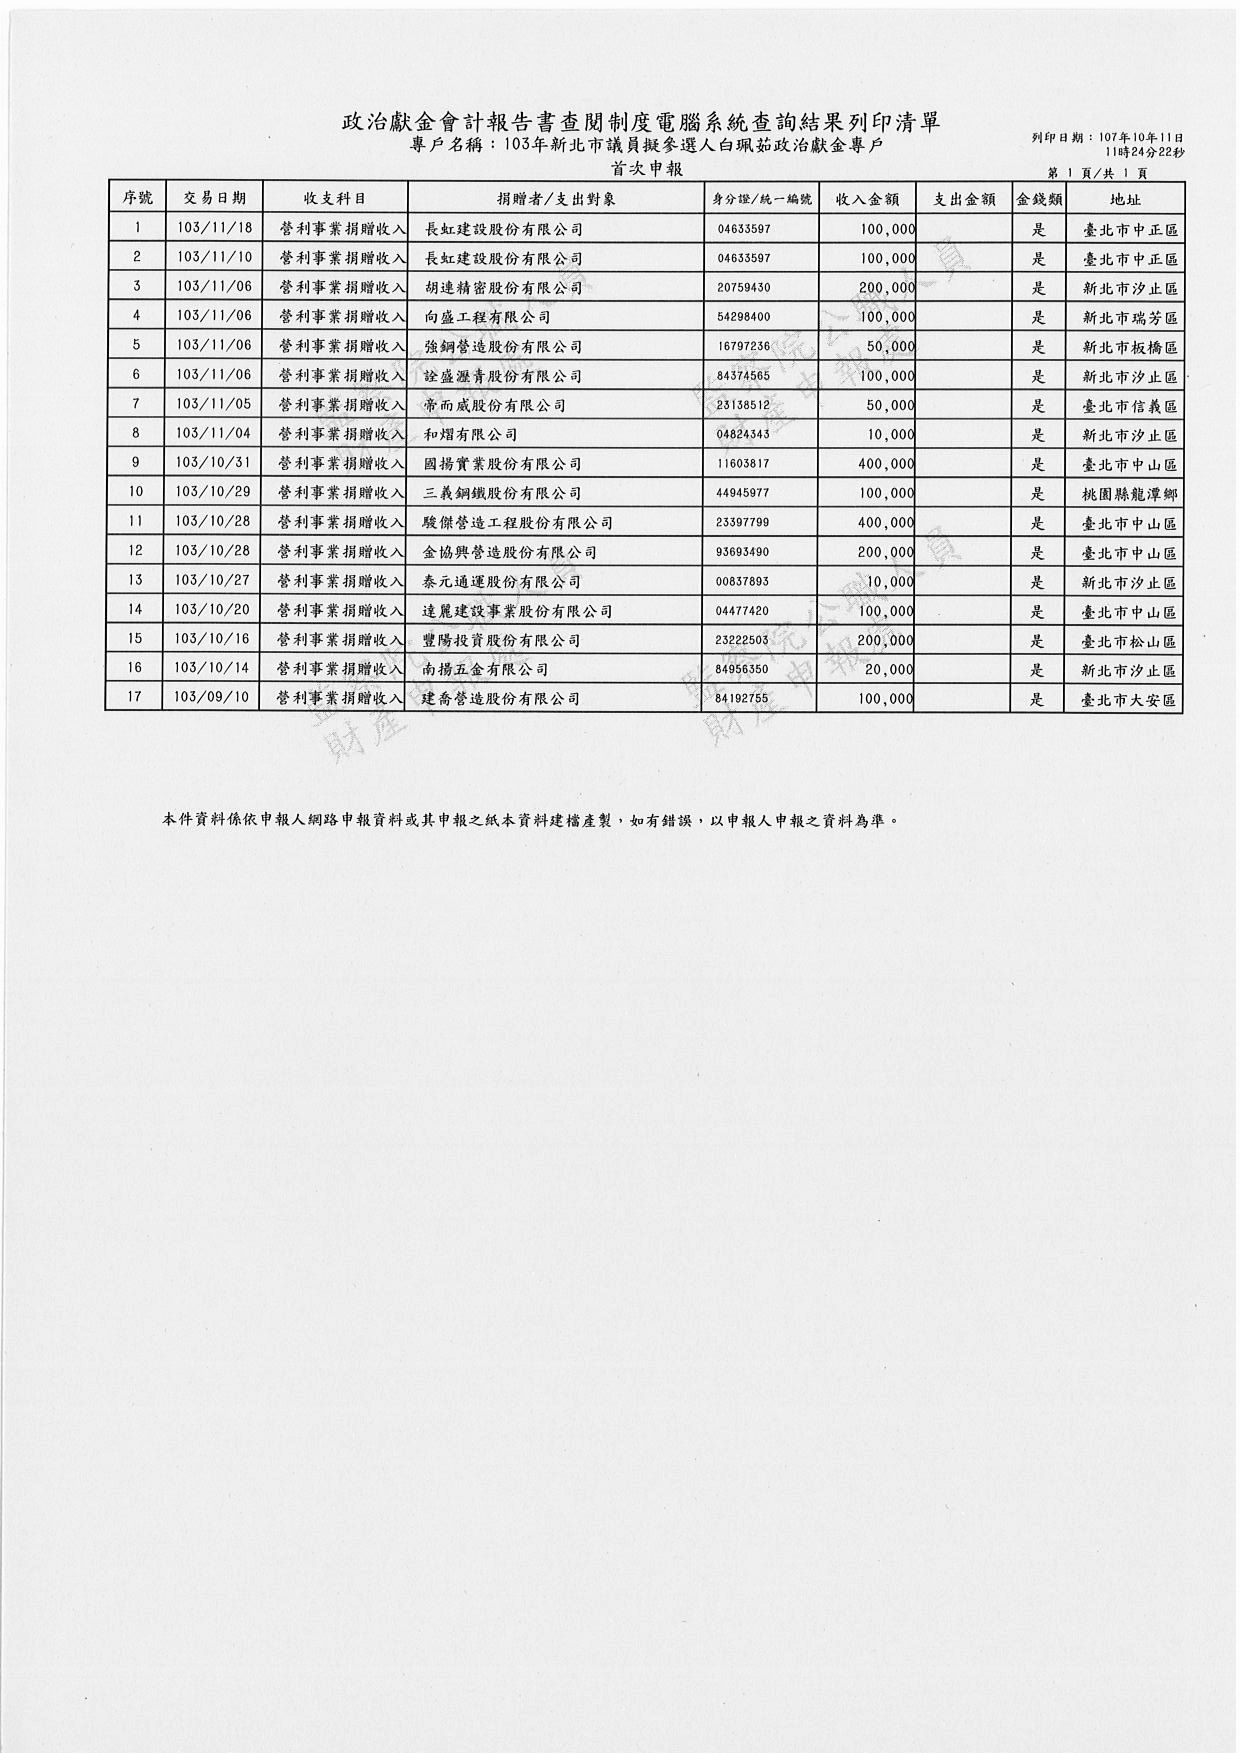 政治獻金會計報告書查閱制度電腦系統查詢結果列印清單
專戶名稱：103年新北市議員擬參選人白珮茹政治獻金專戶
首次申報
列印日期：107年10年11日
11時24分22秒
第 1 頁/共 1 頁
序號 交易日期 收支科目 捐贈者/支出對象 身分證/統一編號 收入金額 支出金額 金錢類 地址
1 103/11/18 營利事業捐贈收入 長虹建設股份有限公司 04633597 100,000 是 臺北市中正區
2 103/11/10 營利事業捐贈收入 長虹建設股份有限公司 04633597 100,000 是 臺北市中正區
3 103/11/06 營利事業捐贈收入 胡連精密股份有限公司 20759430 200,000 是 新北市汐止區
4 103/11/06 營利事業捐贈收入 向盛工程有限公司 54298400 100,000 是 新北市瑞芳區
5 103/11/06 營利事業捐贈收入 強鋼營造股份有限公司 16797236 50,000 是 新北市板橋區
6 103/11/06 營利事業捐贈收入 詮盛瀝青股份有限公司 84374565 100,000 是 新北市汐止區
7 103/11/05 營利事業捐贈收入 帝而威股份有限公司 23138512 50,000 是 臺北市信義區
8 103/11/04 營利事業捐贈收入 和熠有限公司 04824343 10,000 是 新北市汐止區
9 103/10/31 營利事業捐贈收入 國揚實業股份有限公司 11603817 400,000 是 臺北市中山區
10 103/10/29 營利事業捐贈收入 三義鋼鐵股份有限公司 44945977 100,000 是 桃園縣龍潭鄉
11 103/10/28 營利事業捐贈收入 駿傑營造工程股份有限公司 23397799 400,000 是 臺北市中山區
12 103/10/28 營利事業捐贈收入 金協興營造股份有限公司 93693490 200,000 是 臺北市中山區
13 103/10/27 營利事業捐贈收入 泰元通運股份有限公司 00837893 10,000 是 新北市汐止區
14 103/10/20 營利事業捐贈收入 達麗建設事業股份有限公司 04477420 100,000 是 臺北市中山區
15 103/10/16 營利事業捐贈收入 豐陽投資股份有限公司 23222503 200,000 是 臺北市松山區
16 103/10/14 營利事業捐贈收入 南揚五金有限公司 84956350 20,000 是 新北市汐止區
17 103/09/10 營利事業捐贈收入 建喬營造股份有限公司 84192755 100,000 是 臺北市大安區
監察院公職人員
財產申報處
監察院公職人員
財產申報處
監察院公職人員
財產申報處
監察院公職人員
財產申報處
本件資料係依申報人網路申報資料或其申報之紙本資料建檔產製，如有錯誤，以申報人申報之資料為準。